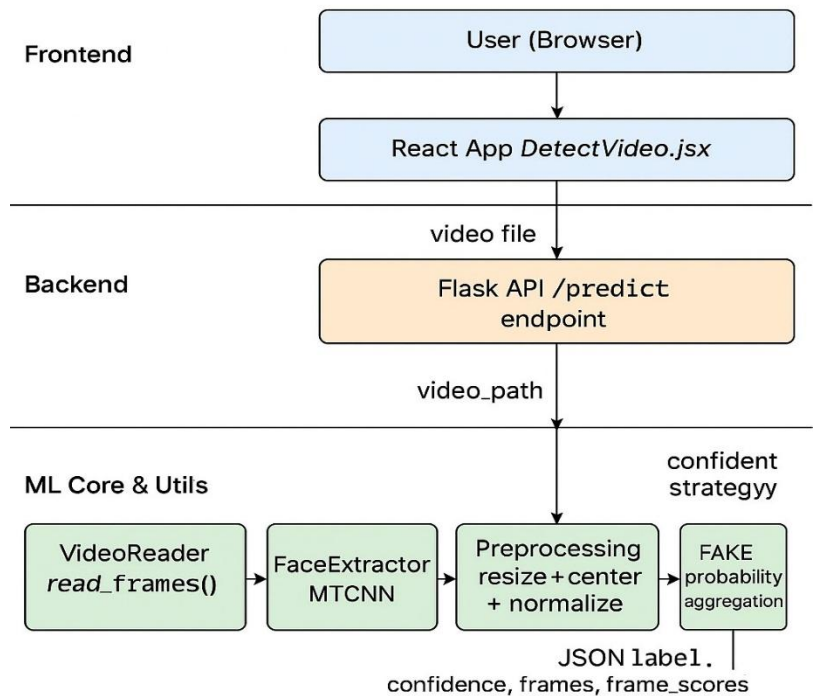 Frontend
User (Browser)
React App DetectVideo.jsx
video file
Backend
Flask API /predict
endpoint
video_path
ML Core & Utils
confident
strategyy
VideoReader
read_frames()
FaceExtractor
MTCNN
Preprocessing
resize + center
+ normalize
FAKE
probability
aggregation
JSON label.
confidence, frames, frame_scores